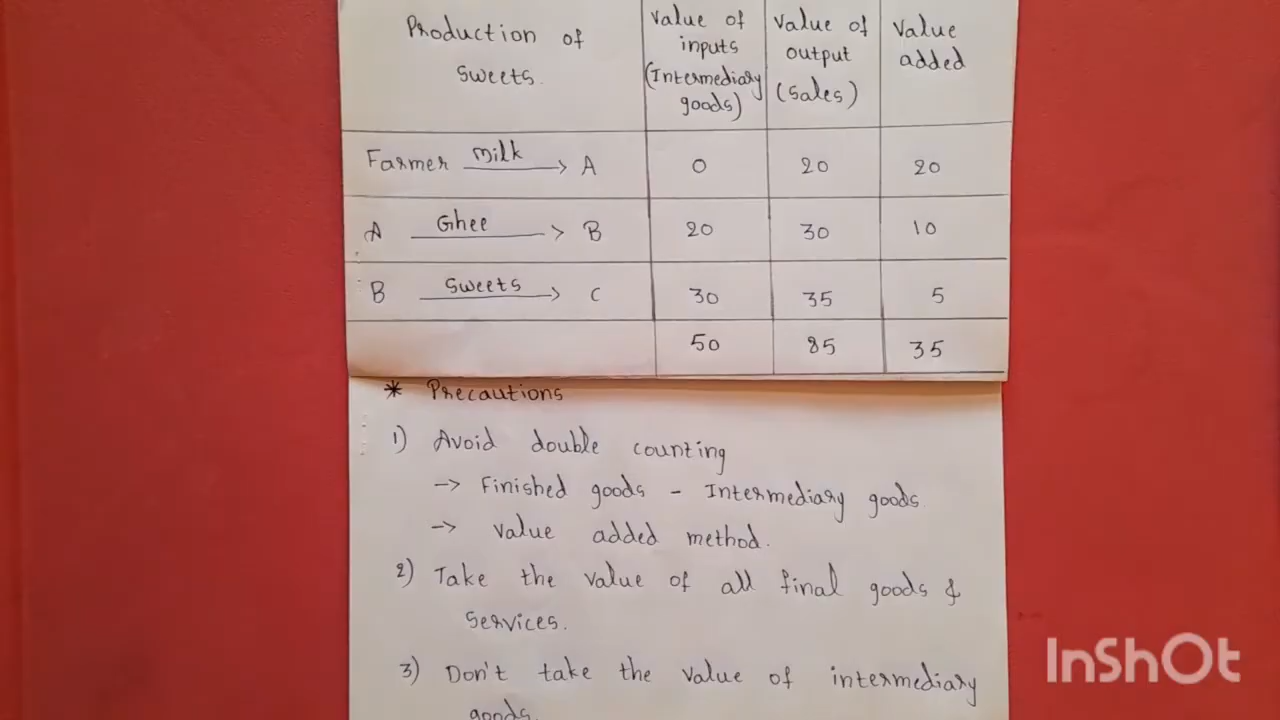 Production of sweets. | Value of inputs (Intermediary goods) | Value of output (sales) | Value added
Farmer milk → A | 0 | 20 | 20
A Ghee → B | 20 | 30 | 10
B sweets → C | 30 | 35 | 5
50 | 85 | 35
* Precautions
1) Avoid double counting
→ Finished goods - Intermediary goods.
→ value added method.
2) Take the value of all final goods &
services.
3) Don't take the value of intermediary
goods.
InShOt